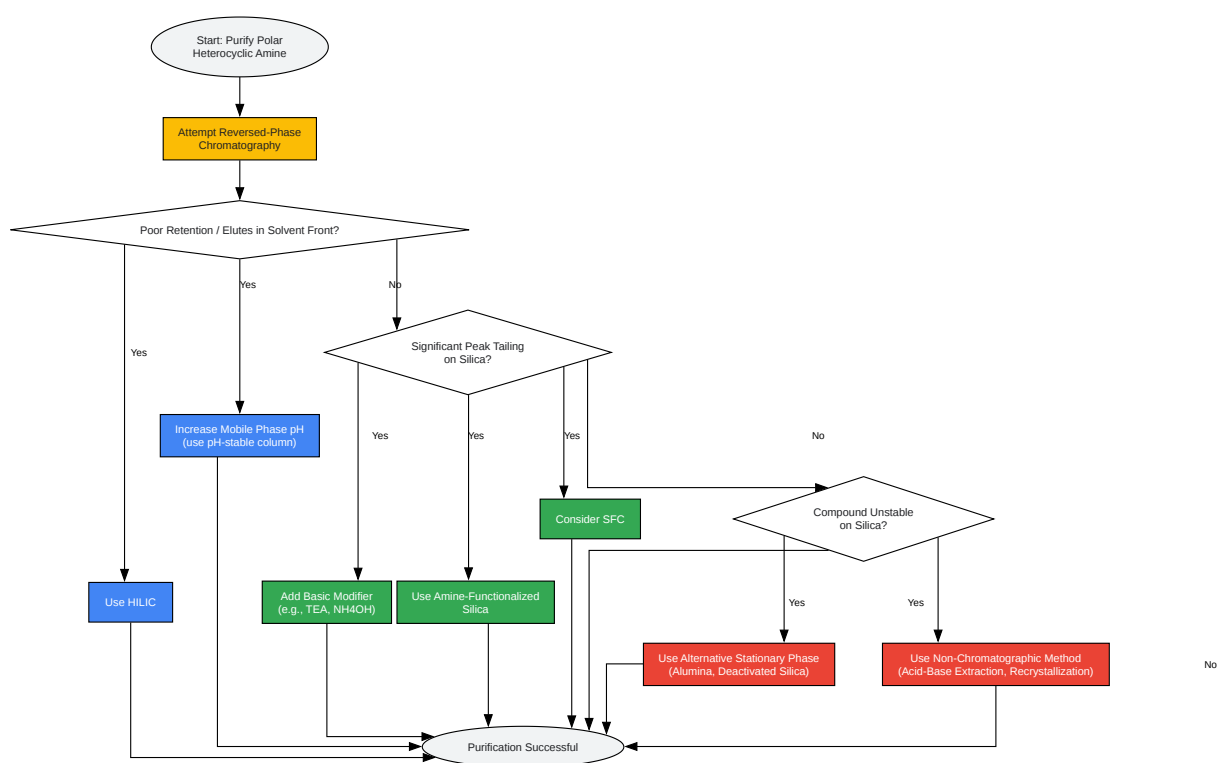 Start: Purify Polar
Heterocyclic Amine
Attempt Reversed-Phase
Chromatography
Poor Retention / Elutes in Solvent Front?
Yes
No
Yes
Significant Peak Tailing
on Silica?
Increase Mobile Phase pH
(use pH-stable column)
Yes
Yes
Yes
No
Consider SFC
Compound Unstable
on Silica?
Use HILIC
Add Basic Modifier
(e.g., TEA, NH4OH)
Use Amine-Functionalized
Silica
Yes
Yes
Use Alternative Stationary Phase
(Alumina, Deactivated Silica)
Use Non-Chromatographic Method
(Acid-Base Extraction, Recrystallization)
No
Purification Successful